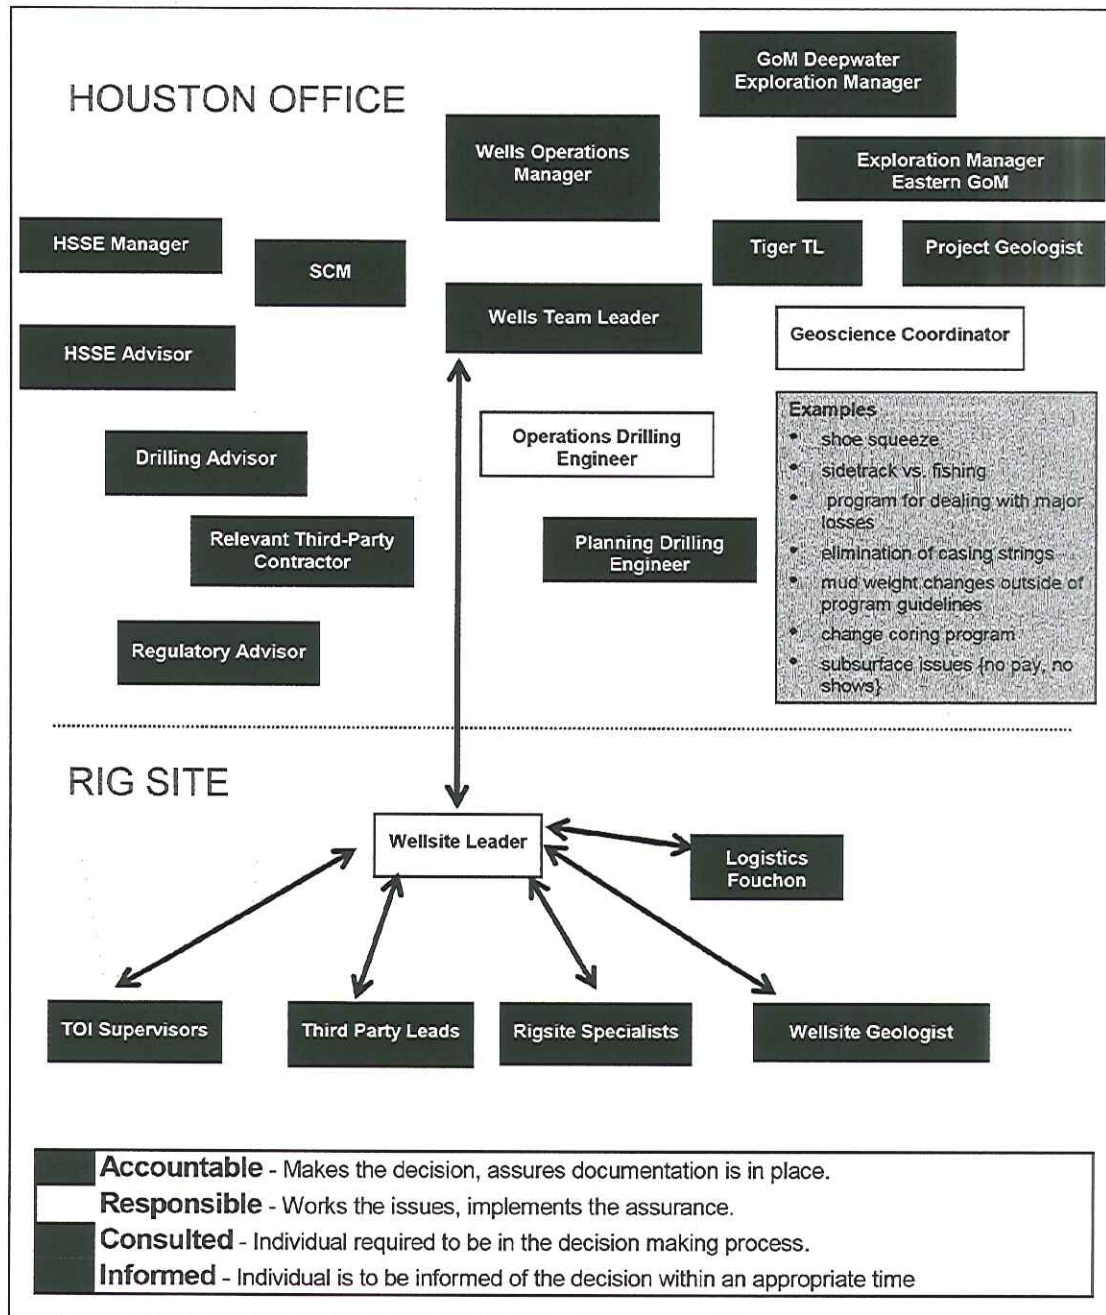 HOUSTON OFFICE
GoM Deepwater
Exploration Manager
Wells Operations
Manager
Exploration Manager
Eastern GoM
HSSE Manager
SCM
Tiger TL
Project Geologist
Wells Team Leader
Geoscience Coordinator
HSSE Advisor
Examples
• shoe squeeze
• sidetrack vs. fishing
• program for dealing with major
losses
• elimination of casing strings
• mud weight changes outside of
program guidelines
• change coring program
• subsurface issues {no pay, no
shows}
Operations Drilling
Engineer
Drilling Advisor
Relevant Third-Party
Contractor
Planning Drilling
Engineer
Regulatory Advisor
RIG SITE
Wellsite Leader
Logistics
Fouchon
TOI Supervisors
Third Party Leads
Rigsite Specialists
Wellsite Geologist
Accountable - Makes the decision, assures documentation is in place.
Responsible - Works the issues, implements the assurance.
Consulted - Individual required to be in the decision making process.
Informed - Individual is to be informed of the decision within an appropriate time